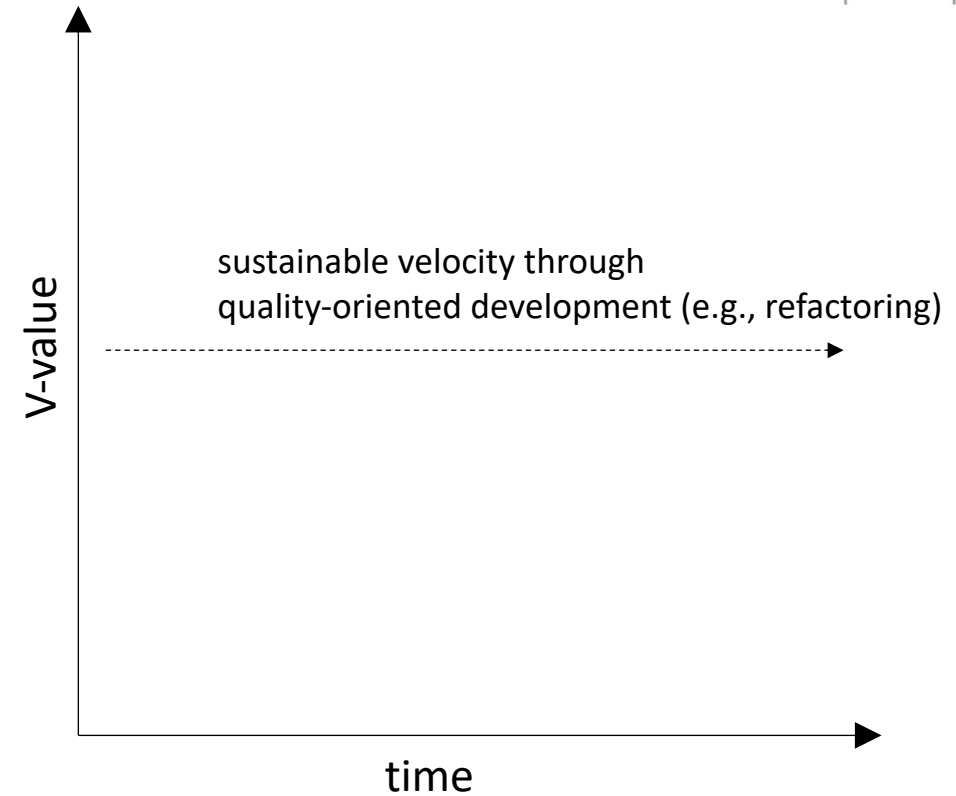 sustainable velocity through
quality-oriented development (e.g., refactoring)
V-value
time